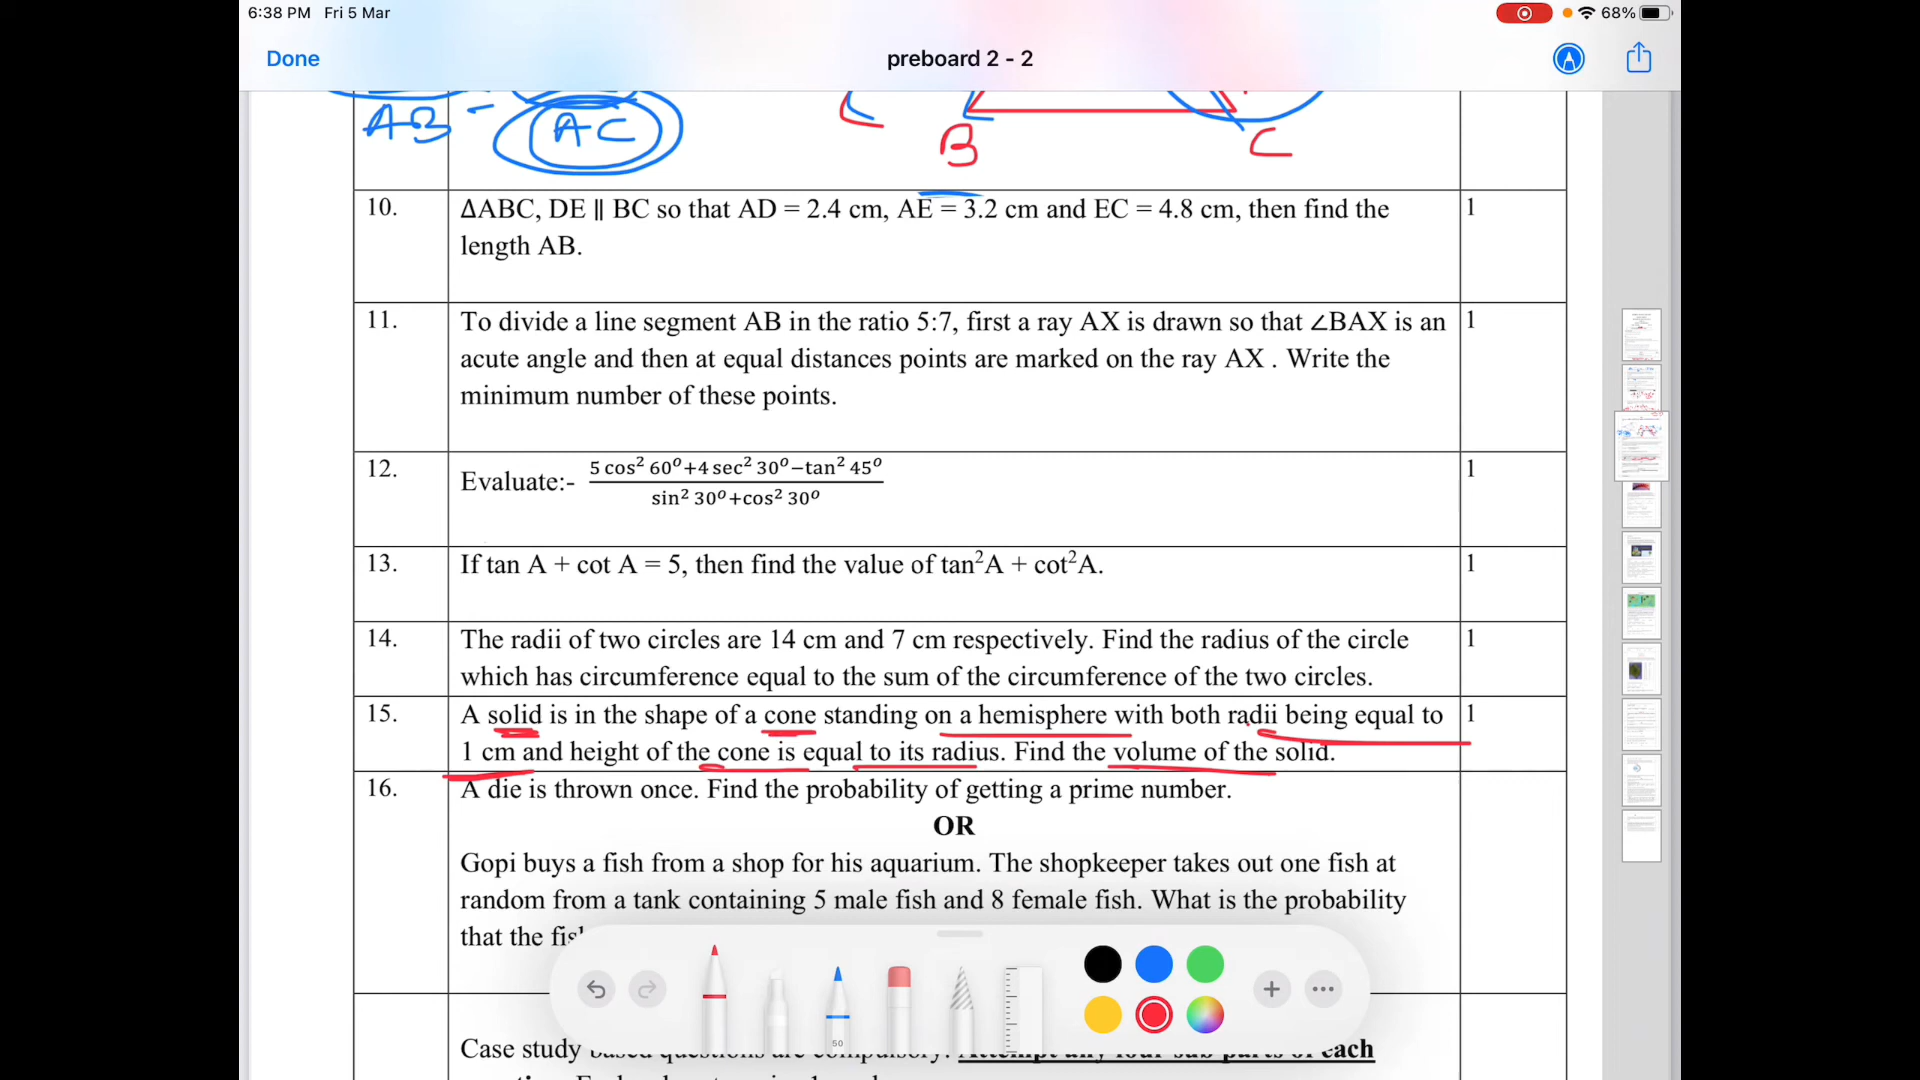 6:38 PM Fri 5 Mar
68%
Done
preboard 2 - 2
AB = AC
B
C
10. ΔABC, DE ∥ BC so that AD = 2.4 cm, AE = 3.2 cm and EC = 4.8 cm, then find the 1
length AB.
11. To divide a line segment AB in the ratio 5:7, first a ray AX is drawn so that ∠BAX is an 1
acute angle and then at equal distances points are marked on the ray AX . Write the
minimum number of these points.
12. Evaluate:- (5 cos² 60° + 4 sec² 30° − tan² 45°) / (sin² 30° + cos² 30°) 1
13. If tan A + cot A = 5, then find the value of tan²A + cot²A. 1
14. The radii of two circles are 14 cm and 7 cm respectively. Find the radius of the circle 1
which has circumference equal to the sum of the circumference of the two circles.
15. A solid is in the shape of a cone standing on a hemisphere with both radii being equal to 1
1 cm and height of the cone is equal to its radius. Find the volume of the solid.
16. A die is thrown once. Find the probability of getting a prime number.
OR
Gopi buys a fish from a shop for his aquarium. The shopkeeper takes out one fish at
random from a tank containing 5 male fish and 8 female fish. What is the probability
that the
50
Case study based questions are compulsory. Attempt any four sub parts of each